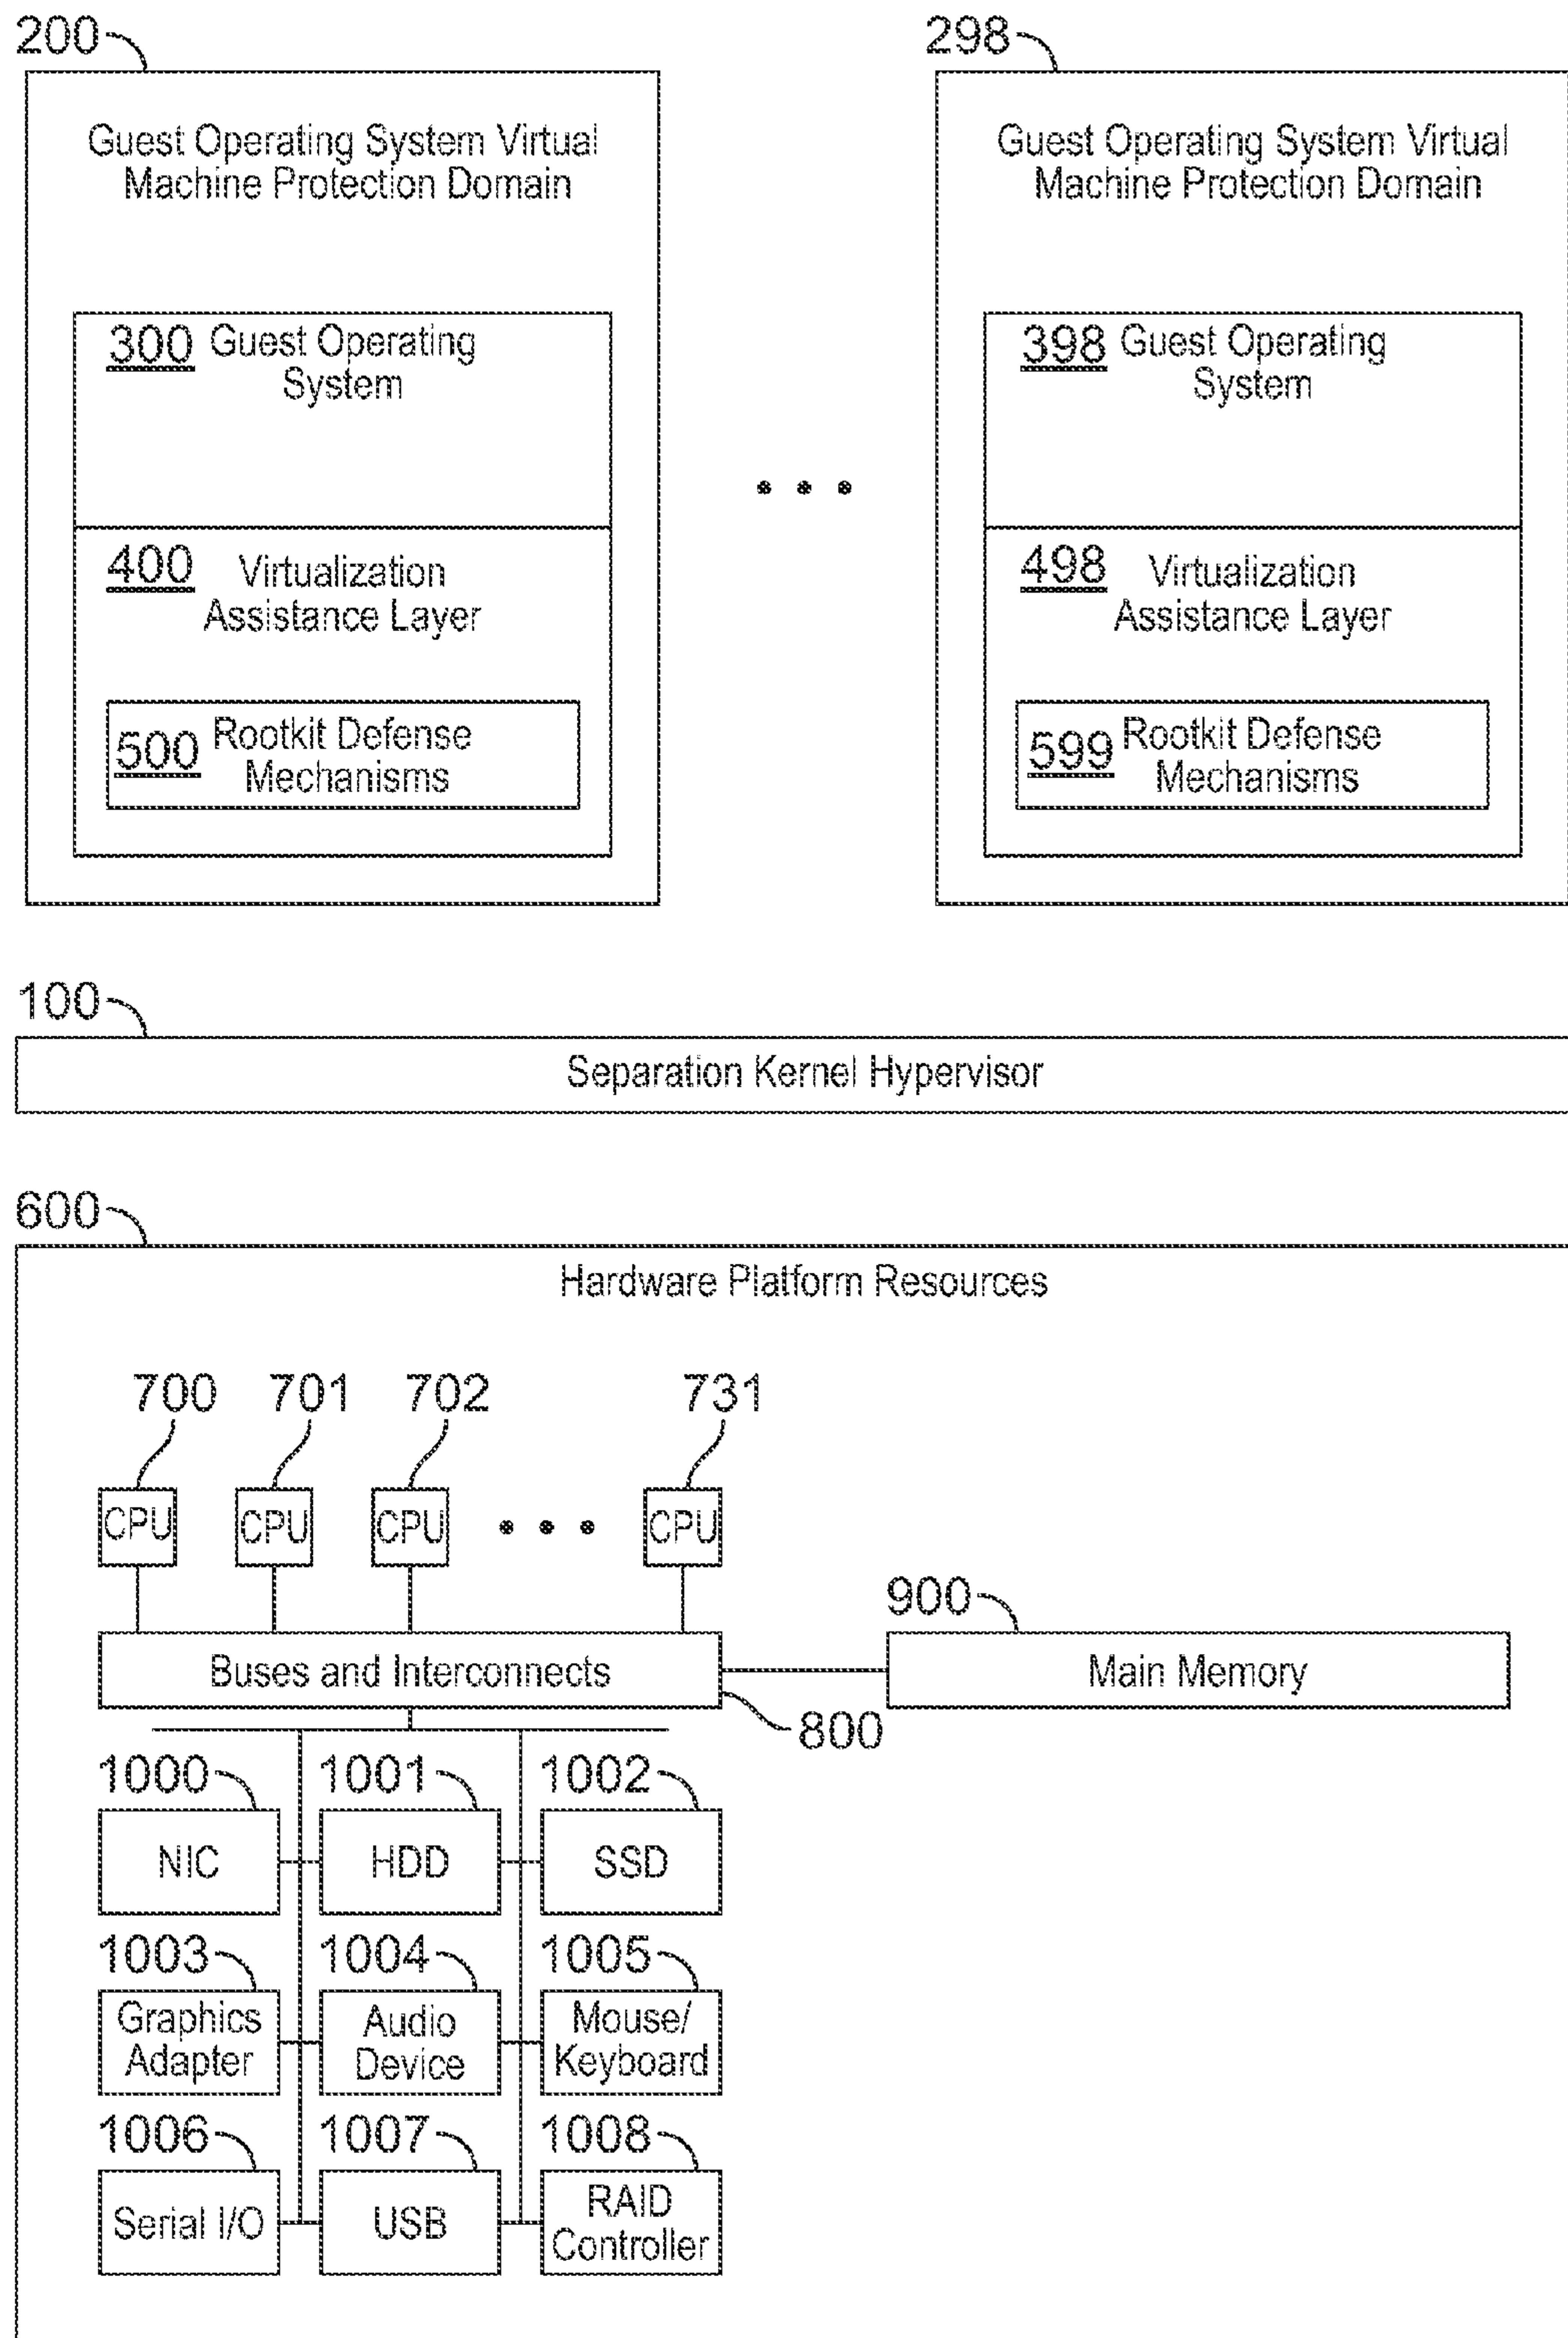 200
Guest Operating System Virtual
Machine Protection Domain
300 Guest Operating
System
400 Virtualization
Assistance Layer
500 Rootkit Defense
Mechanisms
298
Guest Operating System Virtual
Machine Protection Domain
398 Guest Operating
System
498 Virtualization
Assistance Layer
599 Rootkit Defense
Mechanisms
100
Separation Kernel Hypervisor
600
Hardware Platform Resources
700 701 702 731
CPU CPU CPU CPU
900
Buses and Interconnects
Main Memory
800
1000 1001 1002
NIC HDD SSD
1003 1004 1005
Graphics
Adapter
Audio
Device
Mouse/
Keyboard
1006 1007 1008
Serial I/O
USB
RAID
Controller